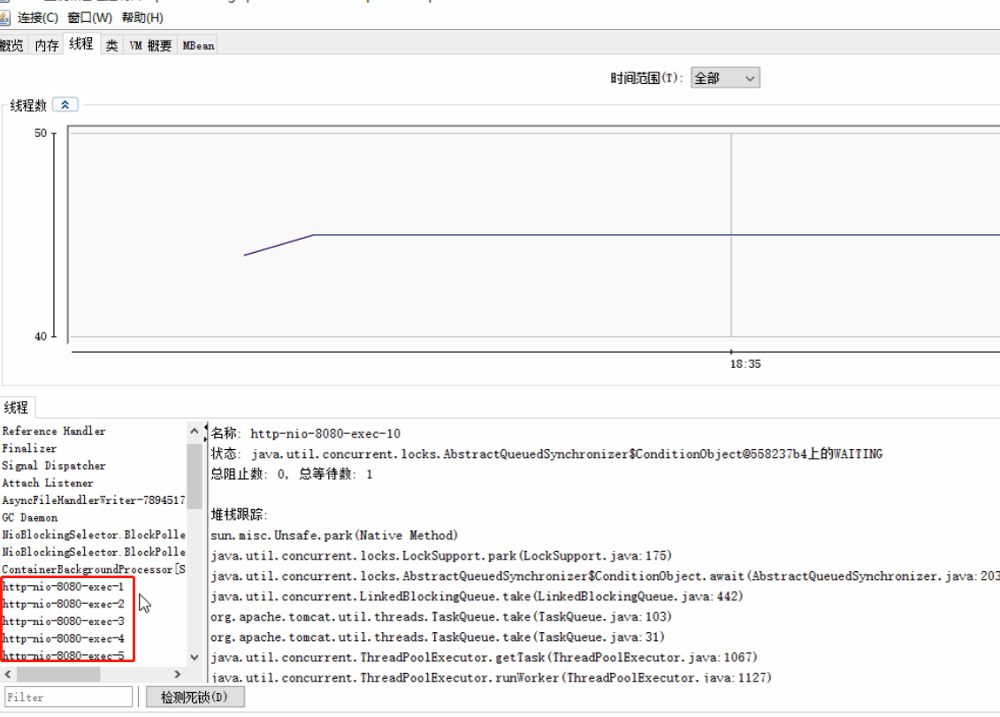 连接(C) 窗口(W) 帮助(H)
概览 内存 线程 类 VM 概要 MBean
时间范围(T): 全部
线程数
50
40
18:35
线程
Reference Handler
Finalizer
Signal Dispatcher
Attach Listener
AsyncFileHandlerWriter-7894517
GC Daemon
NioBlockingSelector.BlockPolle
NioBlockingSelector.BlockPolle
ContainerBackgroundProcessor[S
http-nio-8080-exec-1
http-nio-8080-exec-2
http-nio-8080-exec-3
http-nio-8080-exec-4
http-nio-8080-exec-5
Filter
检测死锁(D)
名称: http-nio-8080-exec-10
状态: java.util.concurrent.locks.AbstractQueuedSynchronizer$ConditionObject@558237b4上的WAITING
总阻止数: 0, 总等待数: 1
堆栈跟踪:
sun.misc.Unsafe.park(Native Method)
java.util.concurrent.locks.LockSupport.park(LockSupport.java:175)
java.util.concurrent.locks.AbstractQueuedSynchronizer$ConditionObject.await(AbstractQueuedSynchronizer.java:203
java.util.concurrent.LinkedBlockingQueue.take(LinkedBlockingQueue.java:442)
org.apache.tomcat.util.threads.TaskQueue.take(TaskQueue.java:103)
org.apache.tomcat.util.threads.TaskQueue.take(TaskQueue.java:31)
java.util.concurrent.ThreadPoolExecutor.getTask(ThreadPoolExecutor.java:1067)
java.util.concurrent.ThreadPoolExecutor.runWorker(ThreadPoolExecutor.java:1127)